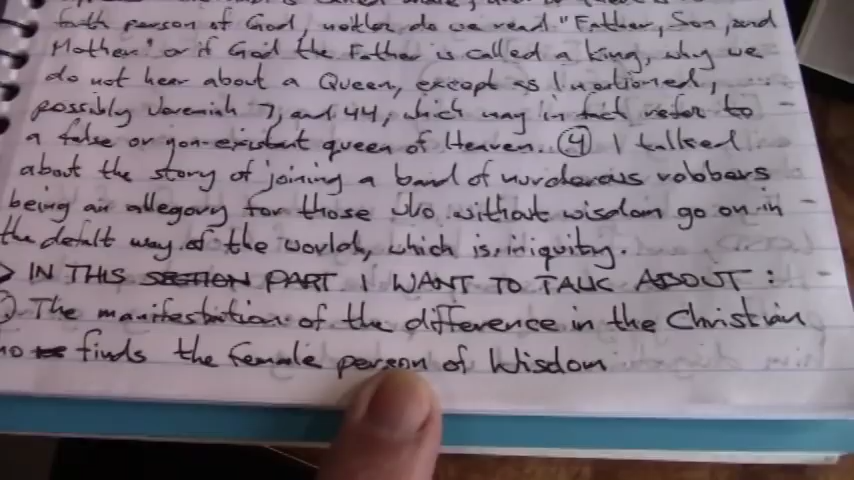 fouth person of God, neither do we read "Father, Son, and
Mother" or if God the Father is called a King, why we
do not hear about a Queen, except as I mentioned,
possibly Jeremiah 7, and 44, which may in fact refer to
a false or non-existent queen of Heaven. (4) I talked
about the story of joining a band of murderous robbers
being an allegory for those who without wisdom go on in
the defalt way of the world, which is, iniquity.
> IN THIS SECTION PART I WANT TO TALK ABOUT :
The manifestation of the difference in the Christian
finds the female person of Wisdom